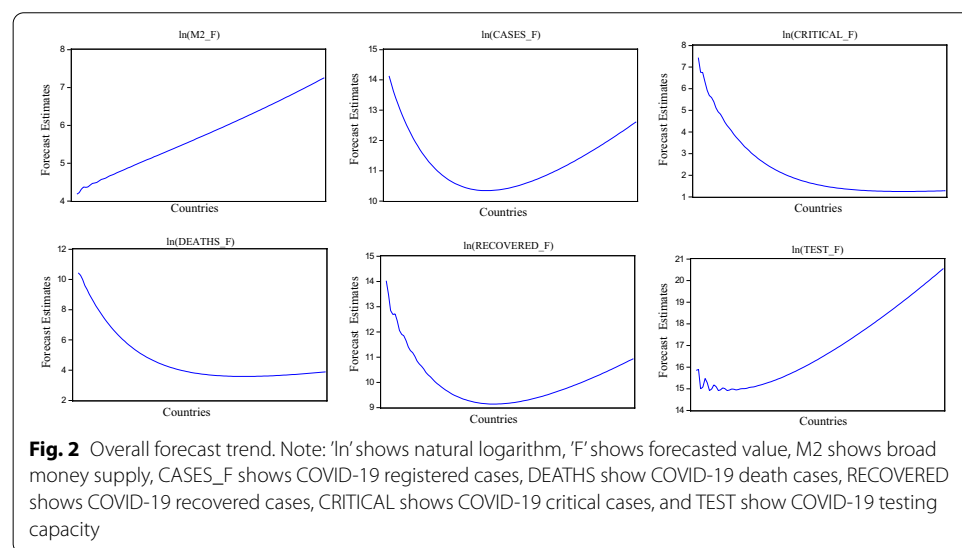 ln(M2_F)
8
7
6
5
4
Forecast Estimates
Countries
ln(CASES_F)
15
14
13
12
11
10
Forecast Estimates
Countries
ln(CRITICAL_F)
8
7
6
5
4
3
2
1
Forecast Estimates
Countries
ln(DEATHS_F)
12
10
8
6
4
2
Forecast Estimates
Countries
ln(RECOVERED_F)
15
14
13
12
11
10
9
Forecast Estimates
Countries
ln(TEST_F)
21
20
19
18
17
16
15
14
Forecast Estimates
Countries
Fig. 2 Overall forecast trend. Note: 'ln' shows natural logarithm, 'F' shows forecasted value, M2 shows broad
money supply, CASES_F shows COVID-19 registered cases, DEATHS show COVID-19 death cases, RECOVERED
shows COVID-19 recovered cases, CRITICAL shows COVID-19 critical cases, and TEST show COVID-19 testing
capacity